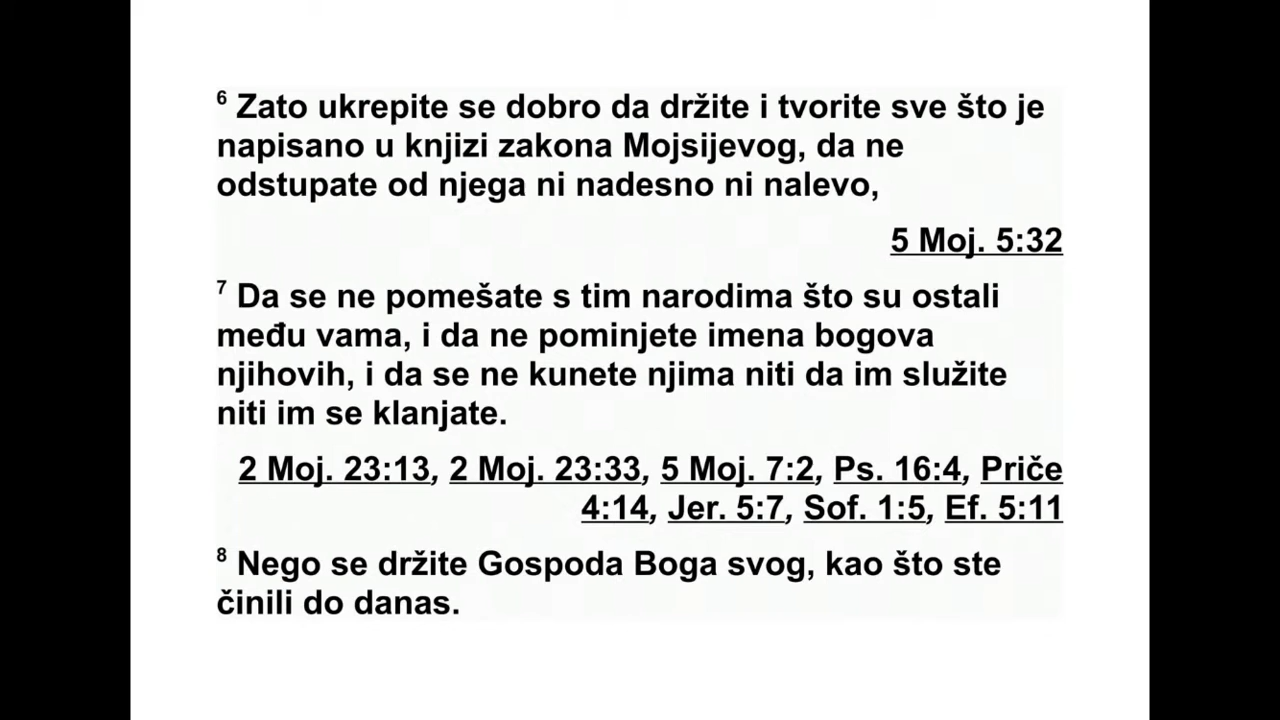 6 Zato ukrepite se dobro da držite i tvorite sve što je
napisano u knjizi zakona Mojsijevog, da ne
odstupate od njega ni nadesno ni nalevo,
5 Moj. 5:32
7 Da se ne pomešate s tim narodima što su ostali
među vama, i da ne pominjete imena bogova
njihovih, i da se ne kunete njima niti da im služite
niti im se klanjate.
2 Moj. 23:13, 2 Moj. 23:33, 5 Moj. 7:2, Ps. 16:4, Priče
4:14, Jer. 5:7, Sof. 1:5, Ef. 5:11
8 Nego se držite Gospoda Boga svog, kao što ste
činili do danas.